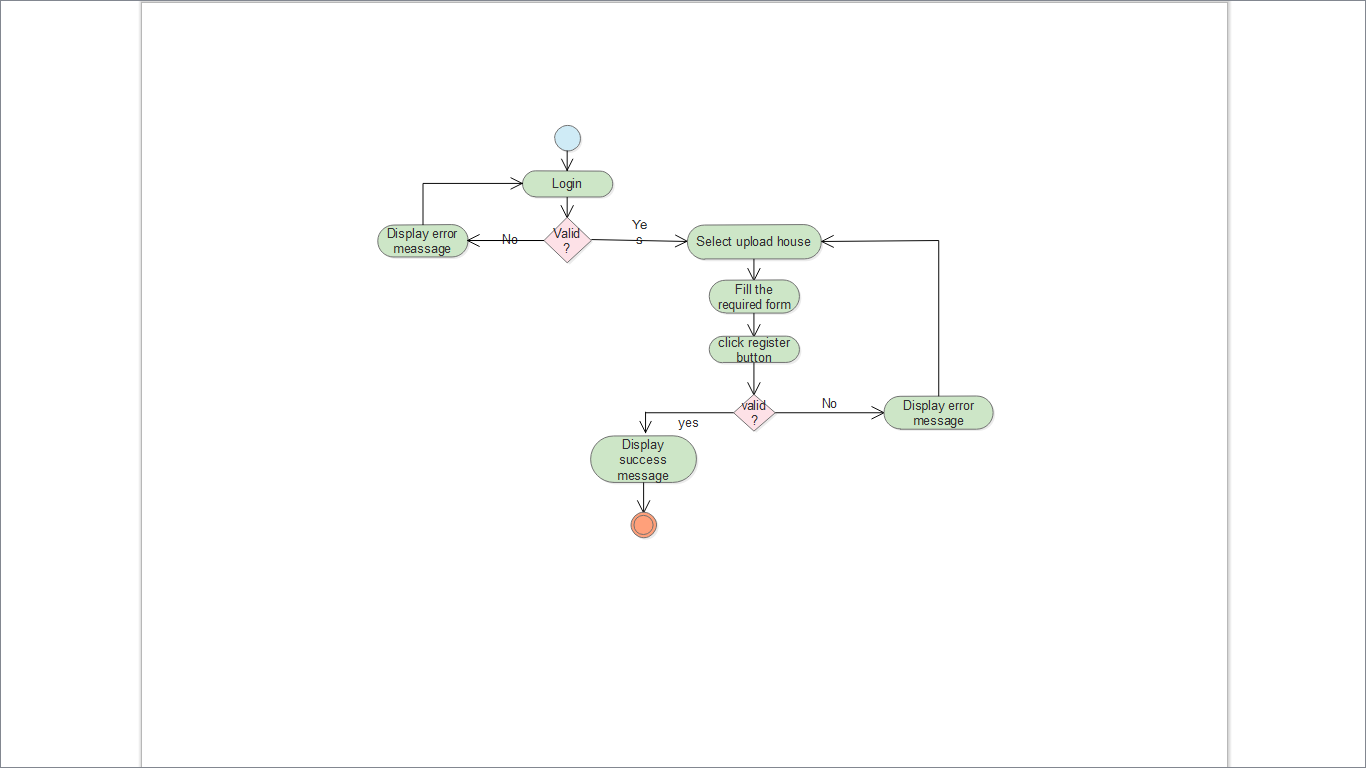 Login
Valid
?
Display error
meassage
No
Ye
s
Select upload house
Fill the
required form
click register
button
valid
?
No
Display error
message
yes
Display
success
message